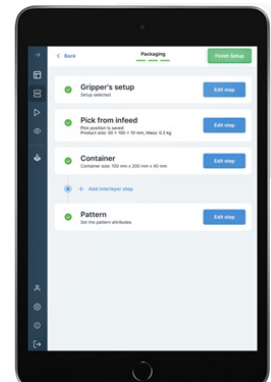 Back
Packaging
Finish Setup
Gripper's setup
Setup selected
Edit step
Pick from infeed
Pick position is saved
Product size: 50 × 100 × 10 mm, Mass: 0.3 kg
Edit step
Container
Container size: 100 mm x 200 mm x 40 mm
Edit step
+ Add interlayer step
Pattern
Set the pattern attributes
Edit step